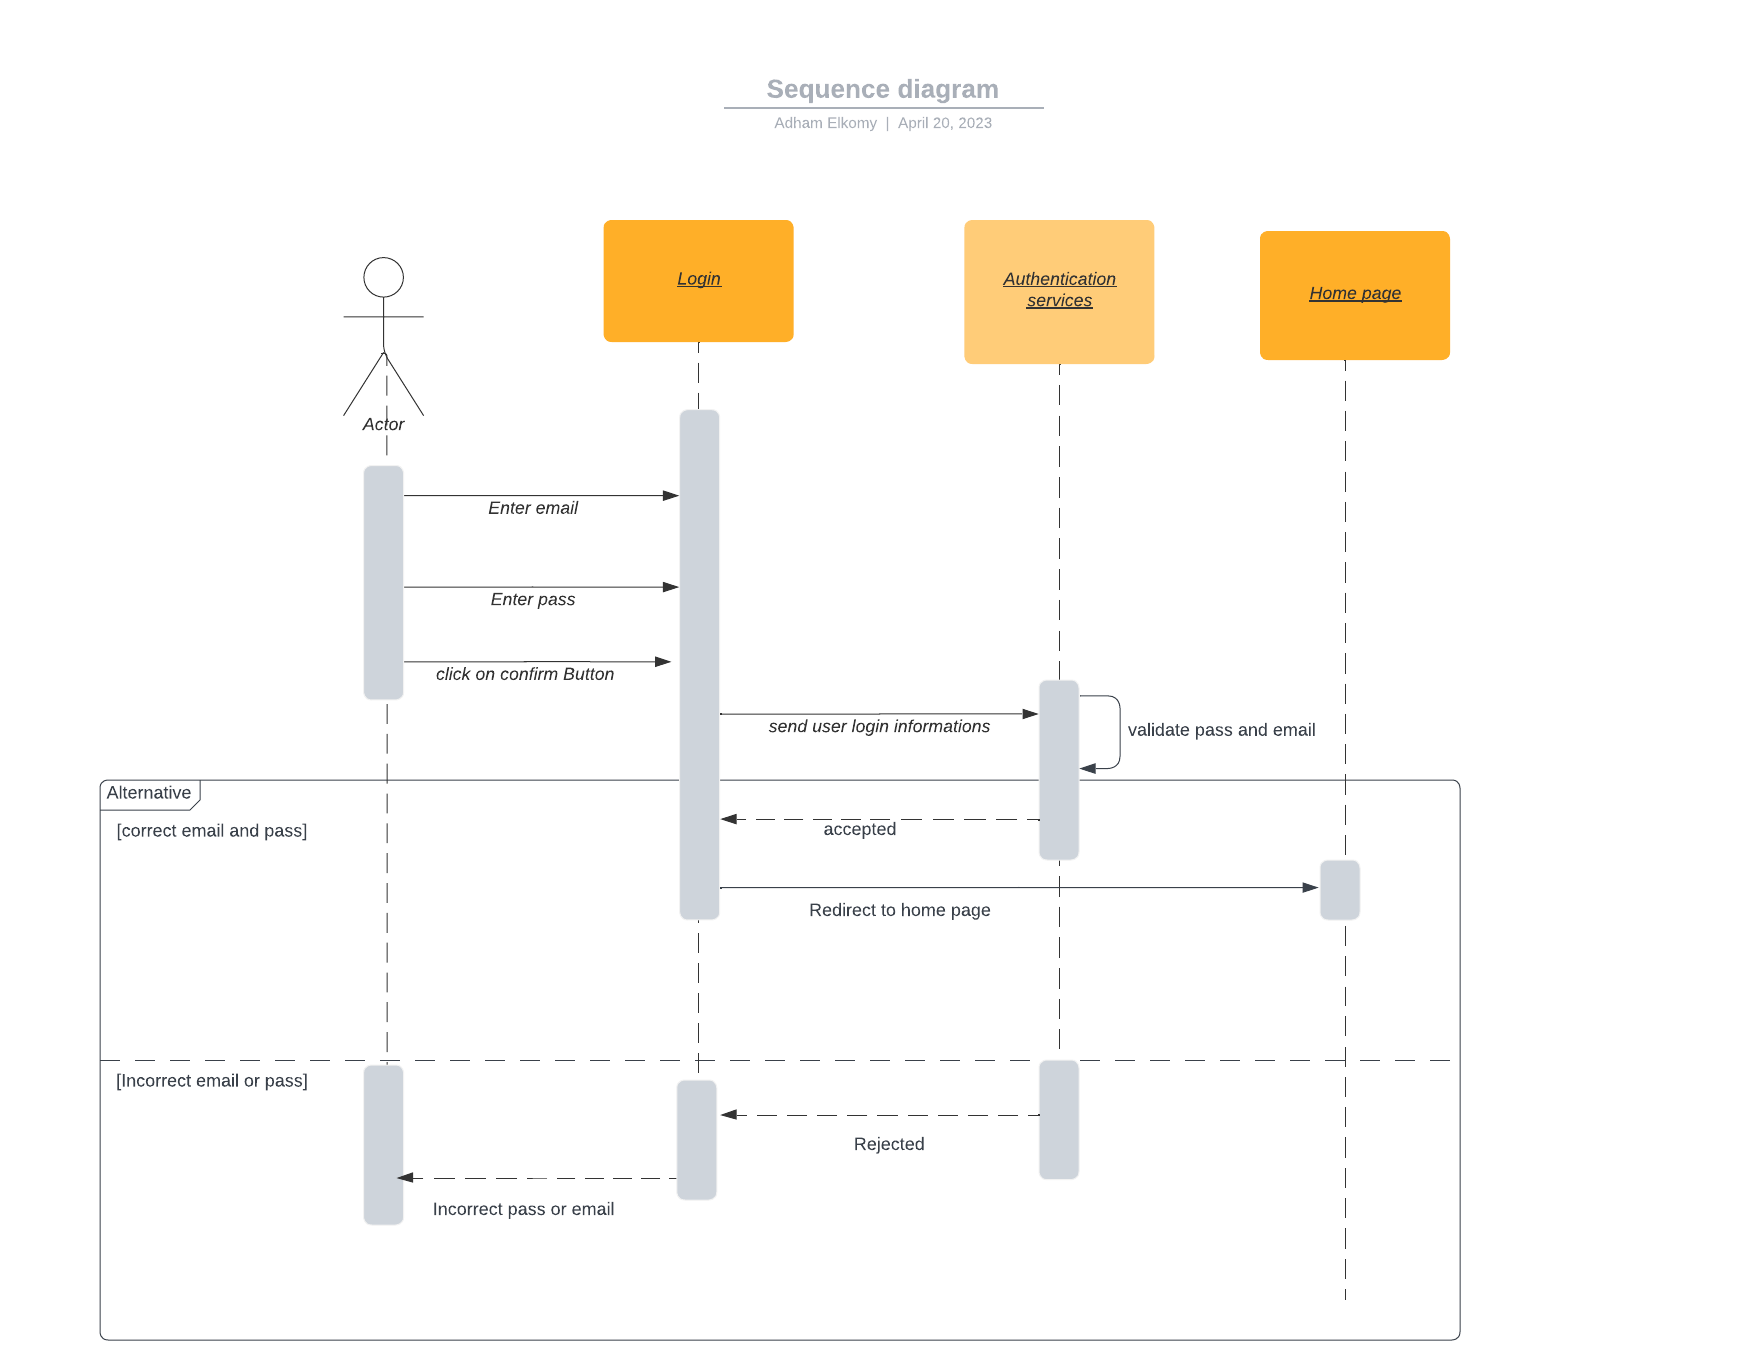 Sequence diagram
Adham Elkomy | April 20, 2023
Login
Authentication
services
Home page
Actor
Enter email
Enter pass
click on confirm Button
send user login informations
validate pass and email
Alternative
[correct email and pass]
accepted
Redirect to home page
[Incorrect email or pass]
Rejected
Incorrect pass or email